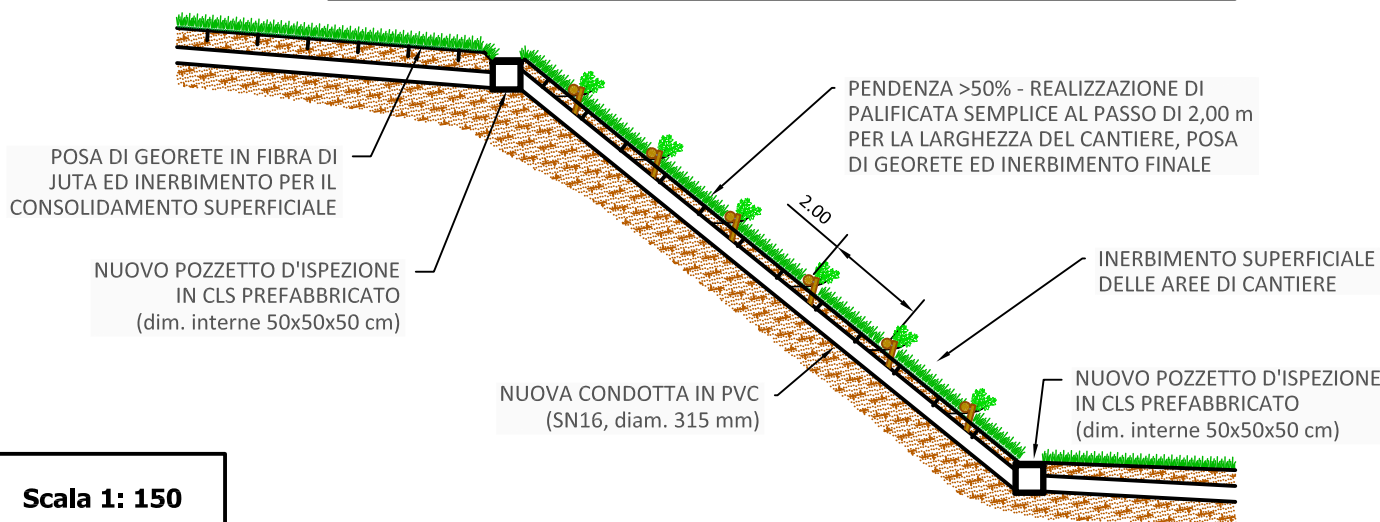 PENDENZA >50% - REALIZZAZIONE DI
PALIFICATA SEMPLICE AL PASSO DI 2,00 m
PER LA LARGHEZZA DEL CANTIERE, POSA
DI GEORETE ED INERBIMENTO FINALE
POSA DI GEORETE IN FIBRA DI
JUTA ED INERBIMENTO PER IL
CONSOLIDAMENTO SUPERFICIALE
2.00
NUOVO POZZETTO D'ISPEZIONE
IN CLS PREFABBRICATO
(dim. interne 50x50x50 cm)
INERBIMENTO SUPERFICIALE
DELLE AREE DI CANTIERE
NUOVA CONDOTTA IN PVC
(SN16, diam. 315 mm)
NUOVO POZZETTO D'ISPEZIONE
IN CLS PREFABBRICATO
(dim. interne 50x50x50 cm)
Scala 1: 150